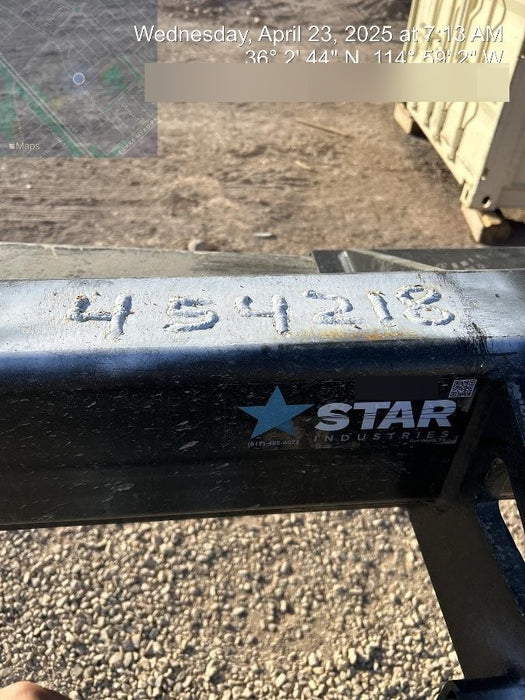 Wednesday, April 23, 2025 at 7:13 AM
36° 2' 44" N, 114° 59' 2" W
Maps
454218
STAR
INDUSTRIES